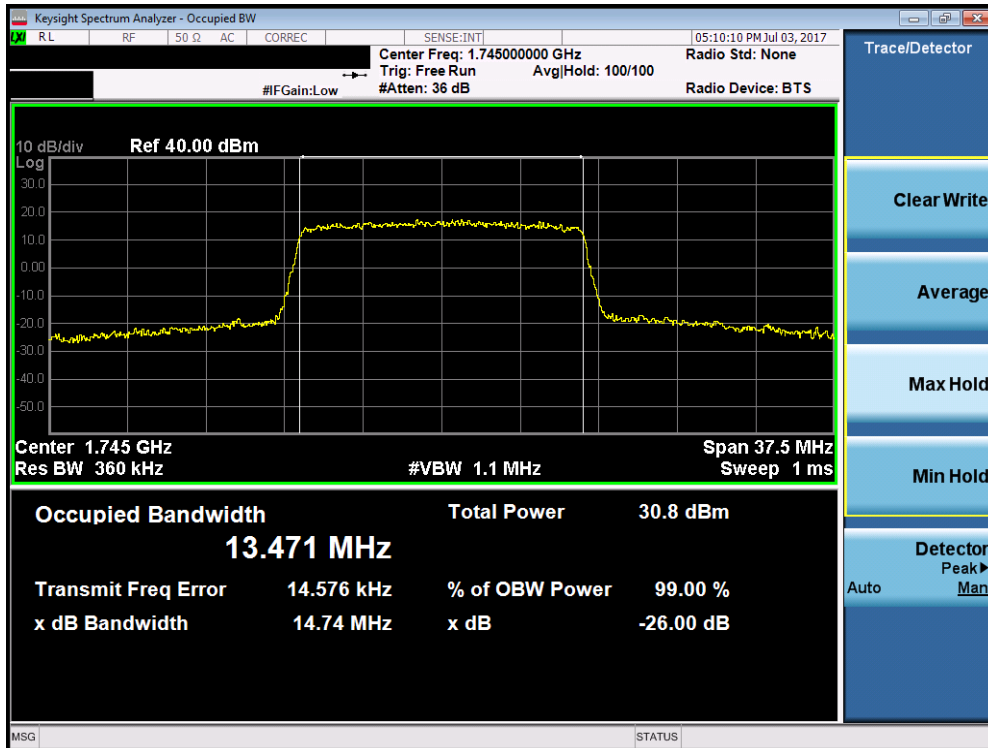 Keysight Spectrum Analyzer - Occupied BW
LXI RL RF 50 Ω AC CORREC SENSE:INT 05:10:10 PM Jul 03, 2017
Center Freq: 1.745000000 GHz Radio Std: None
Trig: Free Run Avg|Hold: 100/100
#IFGain:Low #Atten: 36 dB Radio Device: BTS
Trace/Detector
10 dB/div Ref 40.00 dBm
Log
30.0
20.0
10.0
0.00
-10.0
-20.0
-30.0
-40.0
-50.0
Center 1.745 GHz Span 37.5 MHz
Res BW 360 kHz #VBW 1.1 MHz Sweep 1 ms
Occupied Bandwidth Total Power 30.8 dBm
13.471 MHz
Transmit Freq Error 14.576 kHz % of OBW Power 99.00 %
x dB Bandwidth 14.74 MHz x dB -26.00 dB
Clear Write
Average
Max Hold
Min Hold
Detector
Peak▶
Auto Man
MSG STATUS